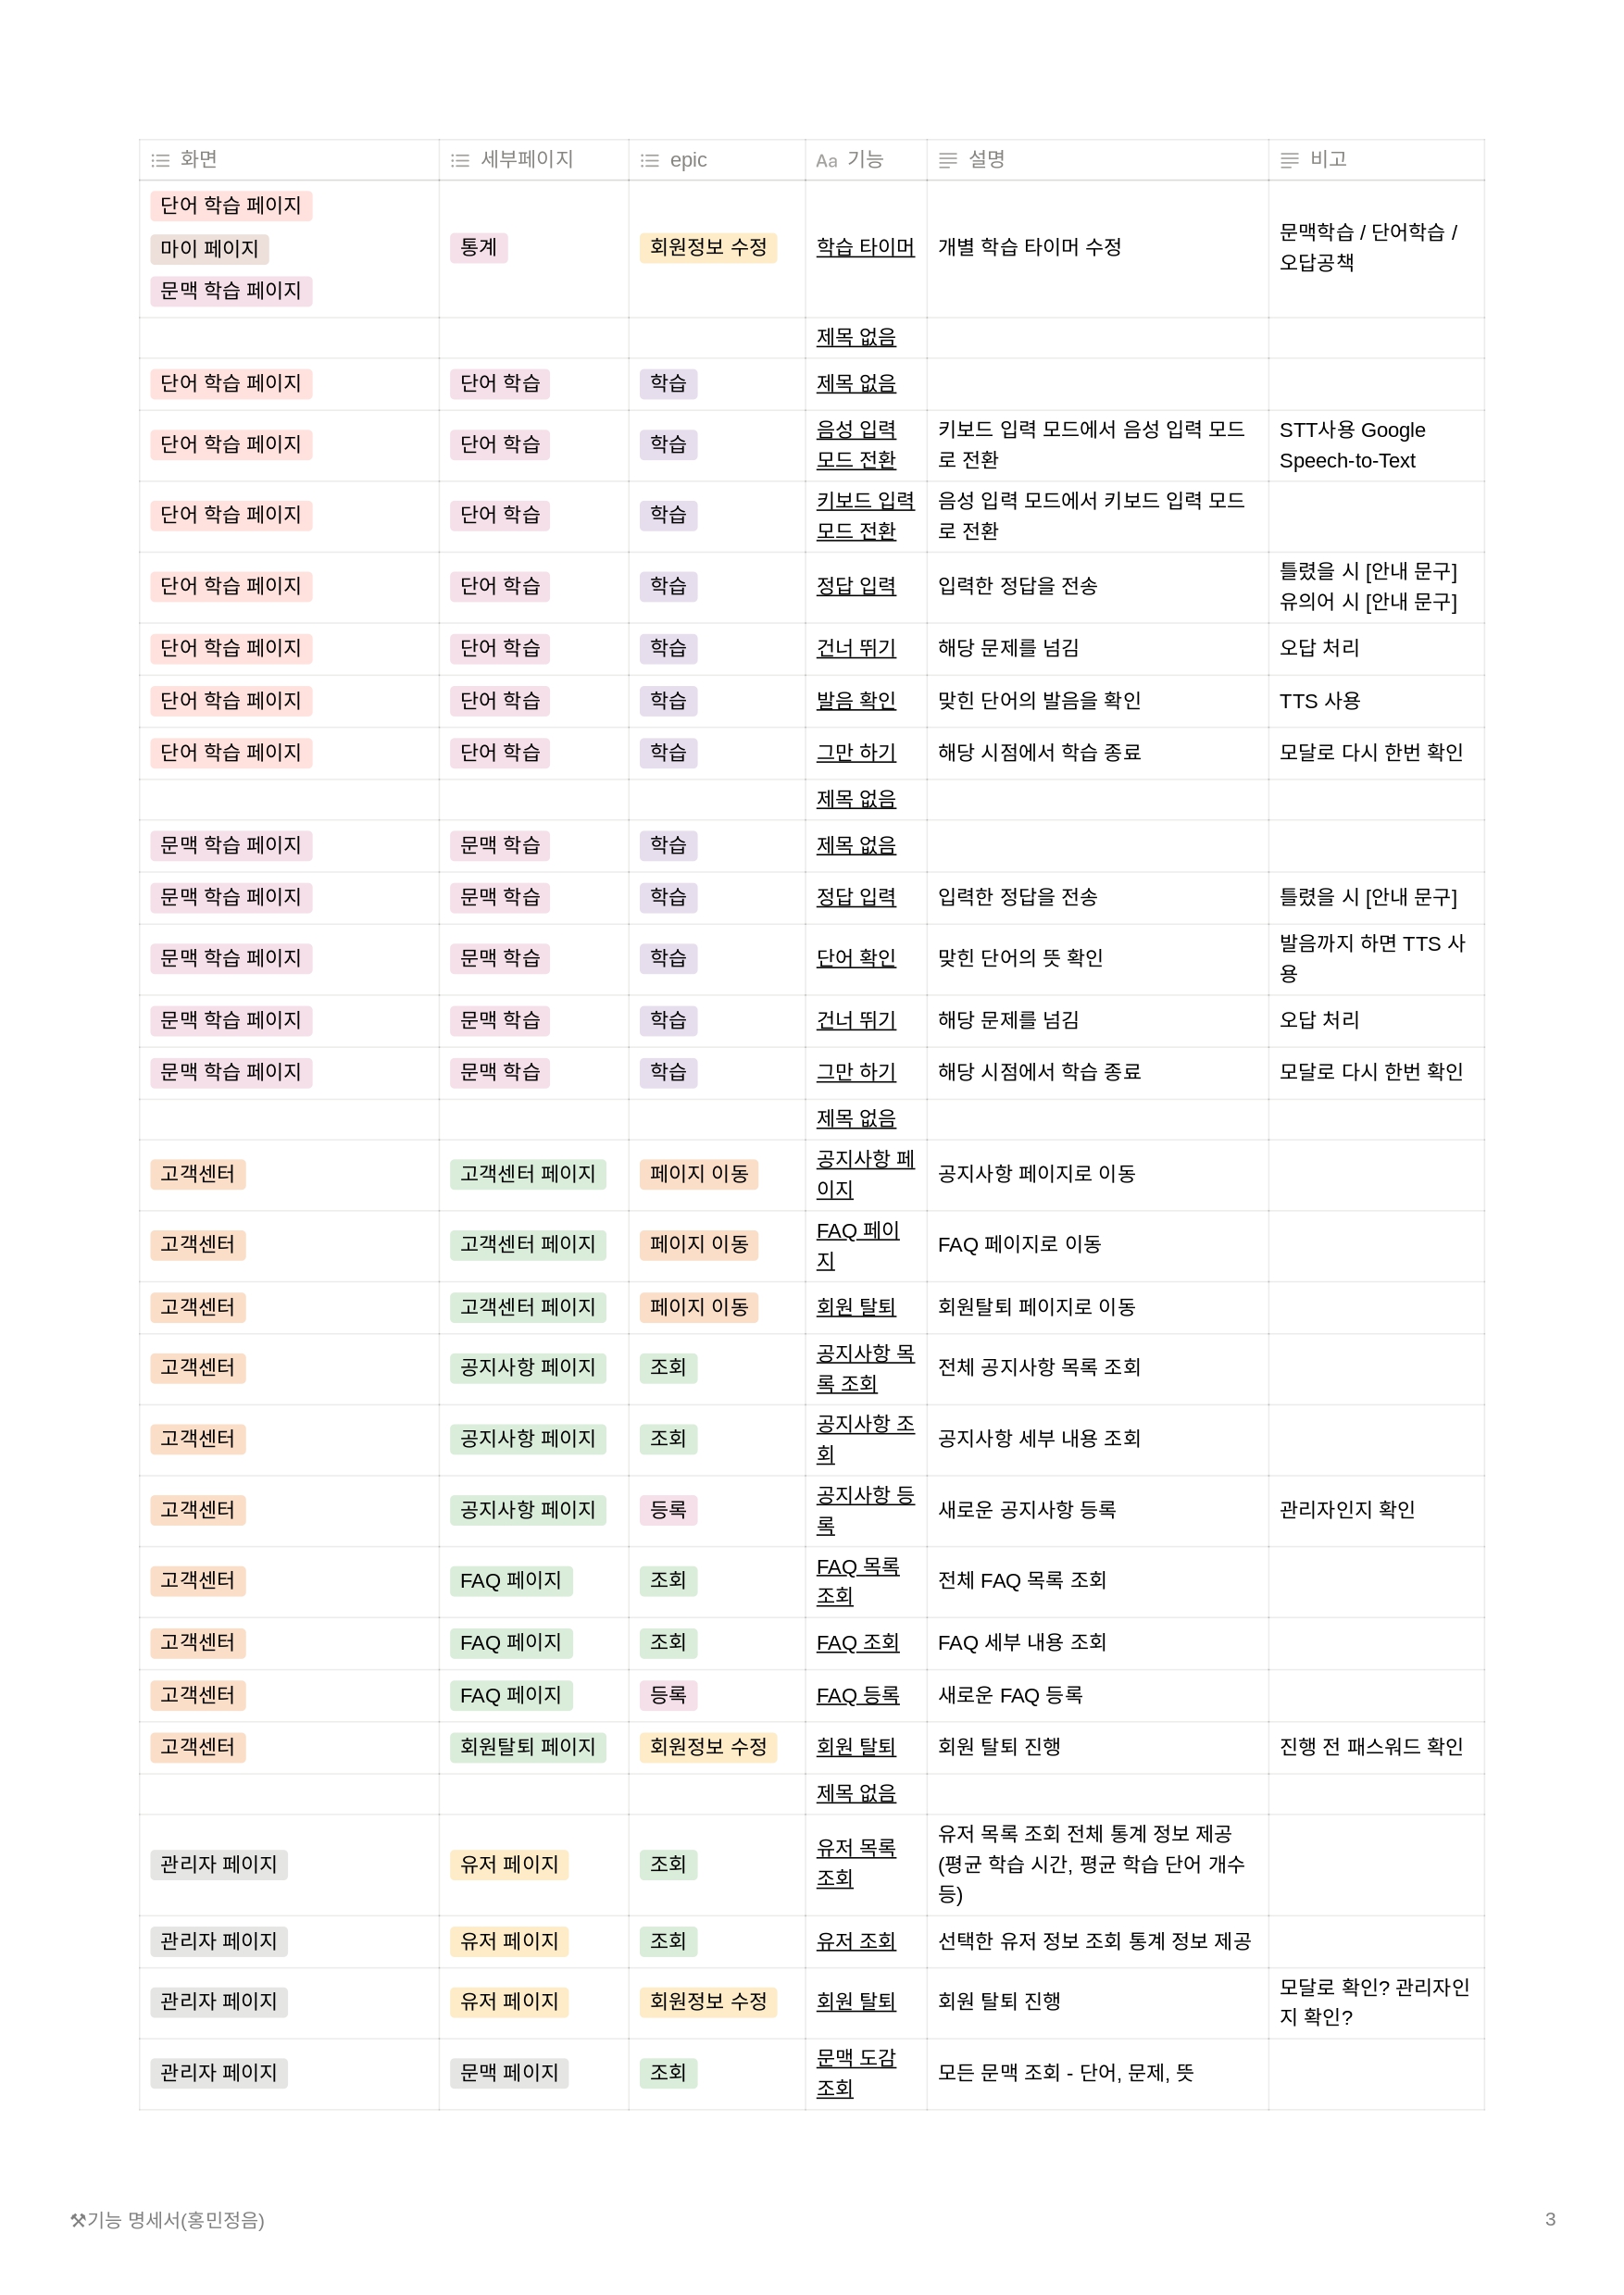 화면 세부페이지 epic Aa 기능 설명 비고
단어 학습 페이지
마이 페이지
문맥 학습 페이지
통계
회원정보 수정
학습 타이머
개별 학습 타이머 수정
문맥학습 / 단어학습 /
오답공책
제목 없음
단어 학습 페이지 단어 학습 학습 제목 없음
단어 학습 페이지 단어 학습 학습
음성 입력
모드 전환
키보드 입력 모드에서 음성 입력 모드
로 전환
STT사용 Google
Speech-to-Text
단어 학습 페이지 단어 학습 학습
키보드 입력
모드 전환
음성 입력 모드에서 키보드 입력 모드
로 전환
단어 학습 페이지 단어 학습 학습 정답 입력 입력한 정답을 전송
틀렸을 시 [안내 문구]
유의어 시 [안내 문구]
단어 학습 페이지 단어 학습 학습 건너 뛰기 해당 문제를 넘김 오답 처리
단어 학습 페이지 단어 학습 학습 발음 확인 맞힌 단어의 발음을 확인 TTS 사용
단어 학습 페이지 단어 학습 학습 그만 하기 해당 시점에서 학습 종료 모달로 다시 한번 확인
제목 없음
문맥 학습 페이지 문맥 학습 학습 제목 없음
문맥 학습 페이지 문맥 학습 학습 정답 입력 입력한 정답을 전송 틀렸을 시 [안내 문구]
문맥 학습 페이지 문맥 학습 학습 단어 확인 맞힌 단어의 뜻 확인
발음까지 하면 TTS 사
용
문맥 학습 페이지 문맥 학습 학습 건너 뛰기 해당 문제를 넘김 오답 처리
문맥 학습 페이지 문맥 학습 학습 그만 하기 해당 시점에서 학습 종료 모달로 다시 한번 확인
제목 없음
고객센터 고객센터 페이지 페이지 이동
공지사항 페
이지
공지사항 페이지로 이동
고객센터 고객센터 페이지 페이지 이동
FAQ 페이
지
FAQ 페이지로 이동
고객센터 고객센터 페이지 페이지 이동 회원 탈퇴 회원탈퇴 페이지로 이동
고객센터 공지사항 페이지 조회
공지사항 목
록 조회
전체 공지사항 목록 조회
고객센터 공지사항 페이지 조회
공지사항 조
회
공지사항 세부 내용 조회
고객센터 공지사항 페이지 등록
공지사항 등
록
새로운 공지사항 등록
관리자인지 확인
고객센터 FAQ 페이지 조회
FAQ 목록
조회
전체 FAQ 목록 조회
고객센터 FAQ 페이지 조회 FAQ 조회 FAQ 세부 내용 조회
고객센터 FAQ 페이지 등록 FAQ 등록 새로운 FAQ 등록
고객센터 회원탈퇴 페이지 회원정보 수정 회원 탈퇴 회원 탈퇴 진행 진행 전 패스워드 확인
제목 없음
관리자 페이지 유저 페이지 조회
유저 목록
조회
유저 목록 조회 전체 통계 정보 제공
(평균 학습 시간, 평균 학습 단어 개수
등)
관리자 페이지 유저 페이지 조회 유저 조회 선택한 유저 정보 조회 통계 정보 제공
관리자 페이지 유저 페이지 회원정보 수정 회원 탈퇴 회원 탈퇴 진행
모달로 확인? 관리자인
지 확인?
관리자 페이지 문맥 페이지 조회
문맥 도감
조회
모든 문맥 조회 - 단어, 문제, 뜻
⚒기능 명세서(홍민정음) 3